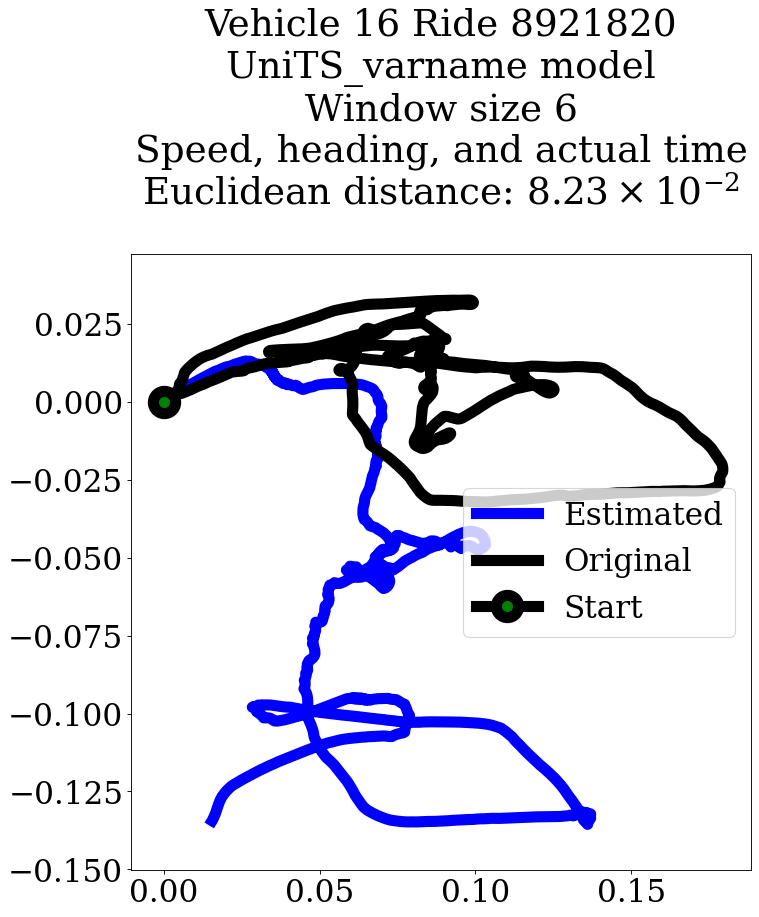 Vehicle 16 Ride 8921820
UniTS_varname model
Window size 6
Speed, heading, and actual time
Euclidean distance: 8.23 × 10⁻²
0.025
0.000
−0.025
−0.050
−0.075
−0.100
−0.125
−0.150
Estimated
Original
Start
0.00 0.05 0.10 0.15